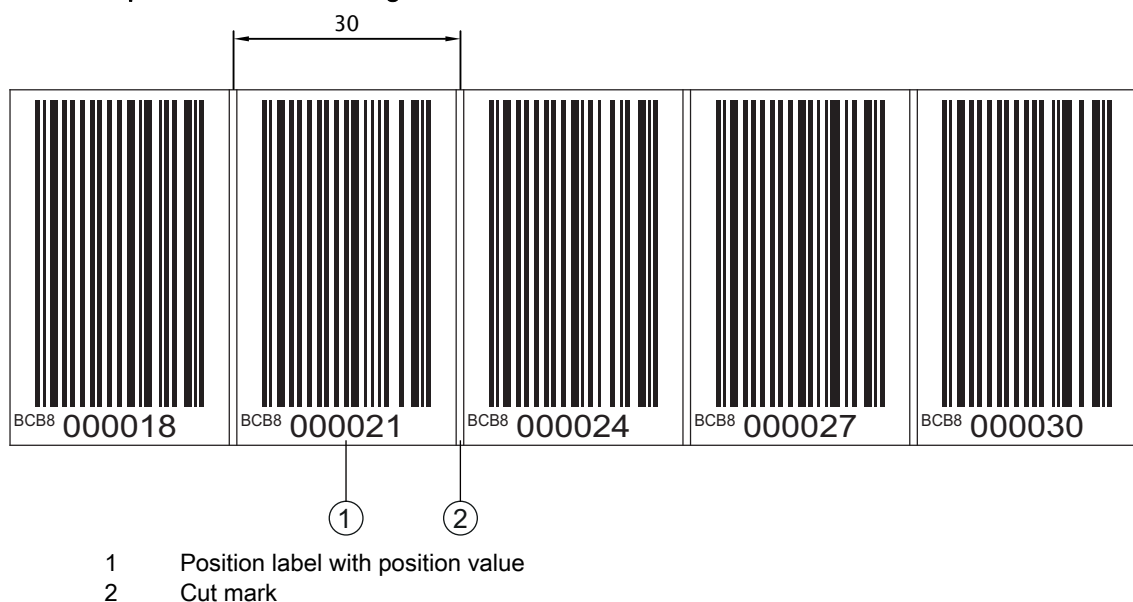 30
BCB8 000018 BCB8 000021 BCB8 000024 BCB8 000027 BCB8 000030
1 2
1 Position label with position value
2 Cut mark